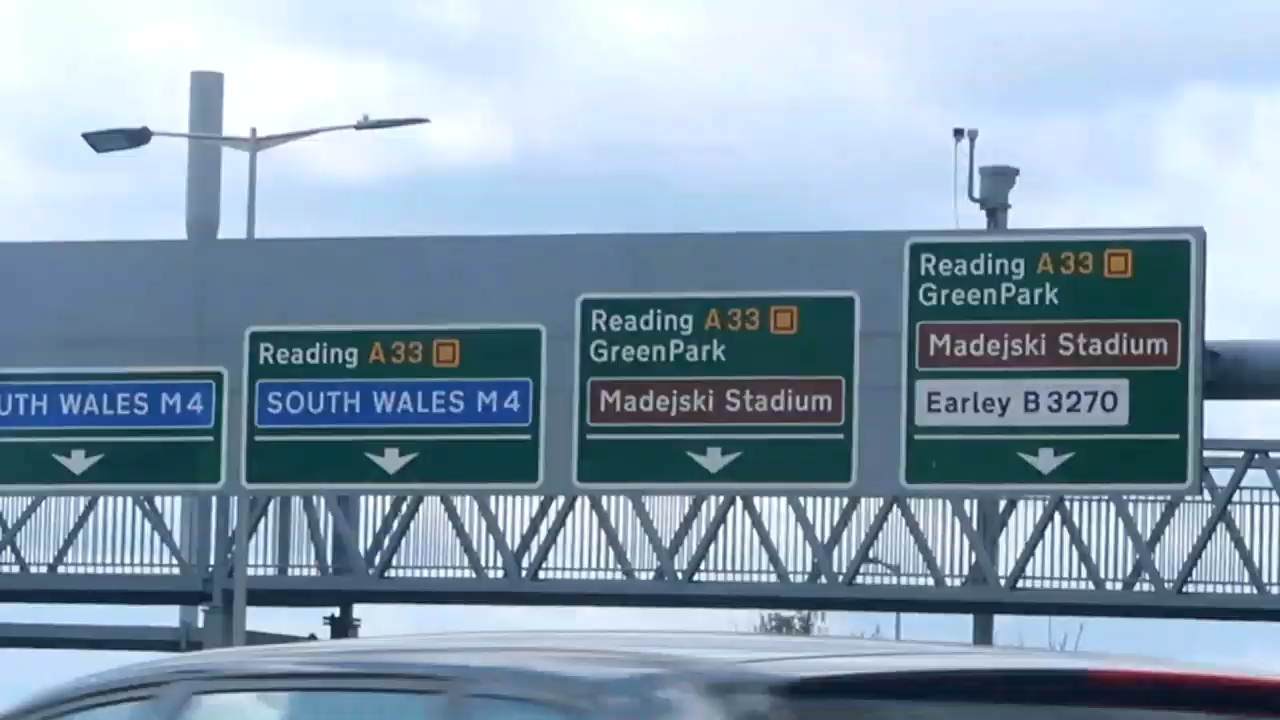 WALES M4
Reading A33
SOUTH WALES M4
Reading A33
GreenPark
Madejski Stadium
Reading A33
GreenPark
Madejski Stadium
Earley B3270